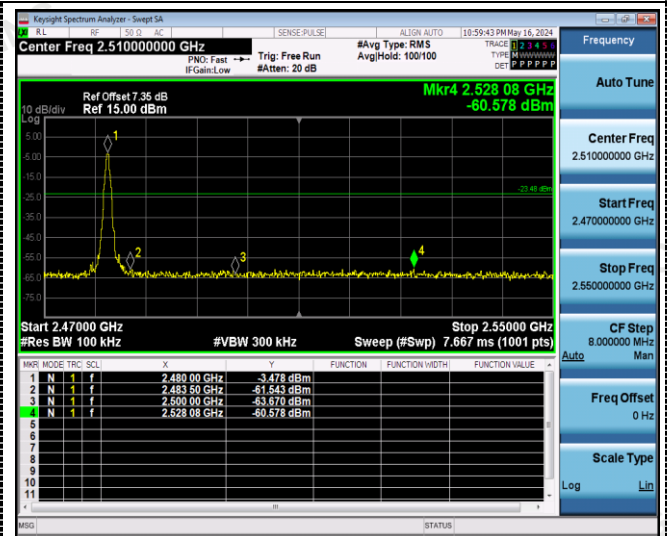 Keysight Spectrum Analyzer - Swept SA
RL RF 50 Ω AC SENSE:PULSE ALIGN AUTO 10:59:43 PM May 16, 2024
Center Freq 2.510000000 GHz
PNO: Fast
IFGain:Low
Trig: Free Run
#Atten: 20 dB
#Avg Type: RMS
Avg|Hold: 100/100
TRACE 1 2 3 4 5 6
TYPE M W W W W W
DET P P P P P P
Frequency
Ref Offset 7.35 dB
Ref 15.00 dBm
10 dB/div
Log
Mkr4 2.528 08 GHz
-60.578 dBm
5.00
-5.00
-15.0
-25.0
-35.0
-45.0
-55.0
-65.0
-75.0
1
2
3
4
-23.48 dBm
Start 2.47000 GHz Stop 2.55000 GHz
#Res BW 100 kHz #VBW 300 kHz Sweep (#Swp) 7.667 ms (1001 pts)
MKR MODE TRC SCL X Y FUNCTION FUNCTION WIDTH FUNCTION VALUE
1 N 1 f 2.480 00 GHz -3.478 dBm
2 N 1 f 2.483 50 GHz -61.543 dBm
3 N 1 f 2.500 00 GHz -63.670 dBm
4 N 1 f 2.528 08 GHz -60.578 dBm
5
6
7
8
9
10
11
MSG STATUS
Auto Tune
Center Freq
2.510000000 GHz
Start Freq
2.470000000 GHz
Stop Freq
2.550000000 GHz
CF Step
8.000000 MHz
Auto Man
Freq Offset
0 Hz
Scale Type
Log Lin